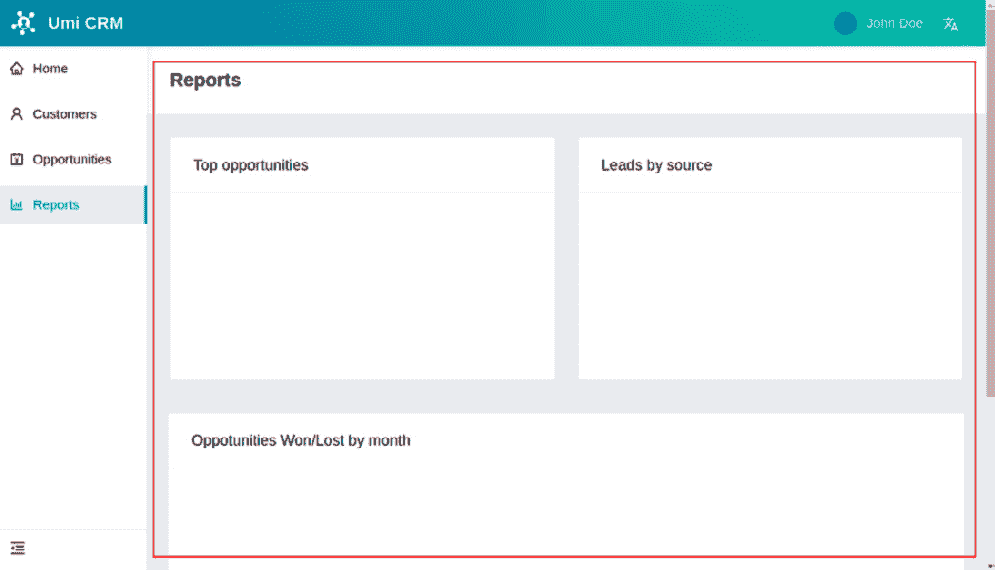 Umi CRM
John Doe
Home
Customers
Opportunities
Reports
Reports
Top opportunities
Leads by source
Oppotunities Won/Lost by month